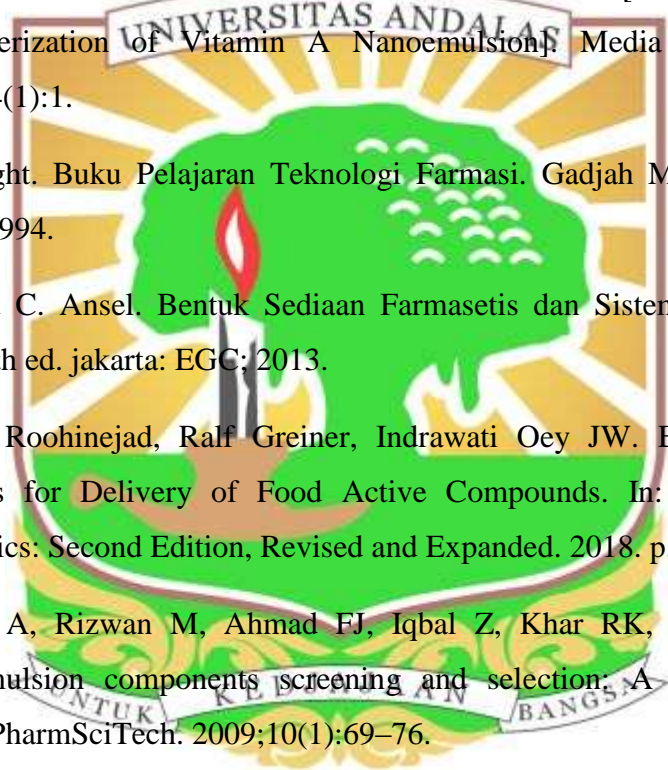 UNIVERSITAS ANDALAS
erization of Vitamin A Nanoemulsion]. Media
(1):1.
ght. Buku Pelajaran Teknologi Farmasi. Gadjah M
994.
C. Ansel. Bentuk Sediaan Farmasetis dan Sistem
th ed. jakarta: EGC; 2013.
Roohinejad, Ralf Greiner, Indrawati Oey JW. E
s for Delivery of Food Active Compounds. In:
ics: Second Edition, Revised and Expanded. 2018. p
A, Rizwan M, Ahmad FJ, Iqbal Z, Khar RK,
mulsion components screening and selection: A
UNTUK KEDJAJAAN BANGSA
PharmSciTech. 2009;10(1):69–76.